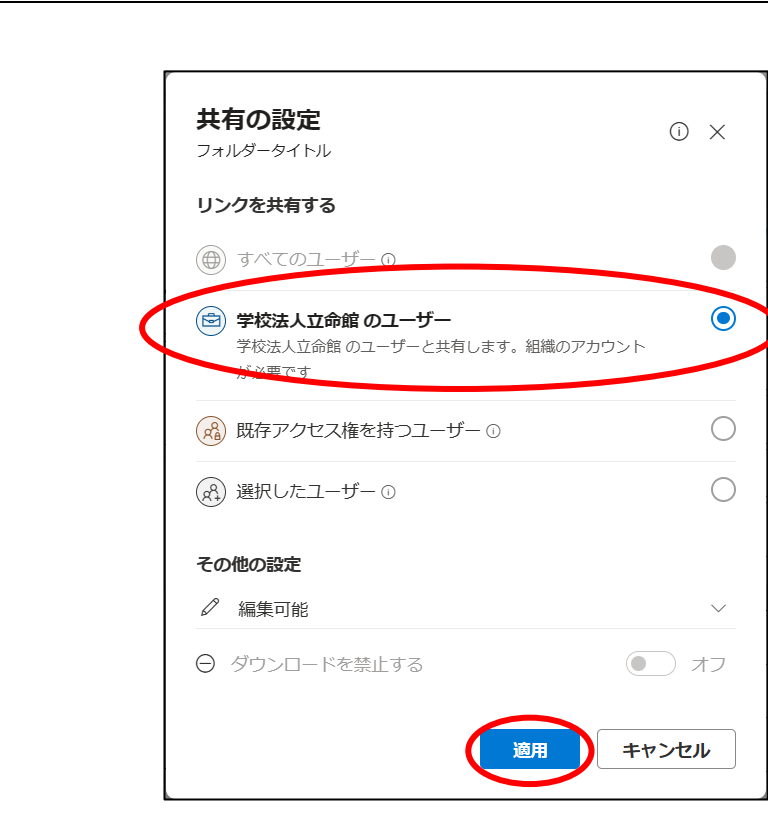 共有の設定
フォルダータイトル
リンクを共有する
すべてのユーザー
学校法人立命館 のユーザー
学校法人立命館 のユーザーと共有します。組織のアカウント
が必要です
既存アクセス権を持つユーザー
選択したユーザー
その他の設定
編集可能
ダウンロードを禁止する オフ
適用 キャンセル